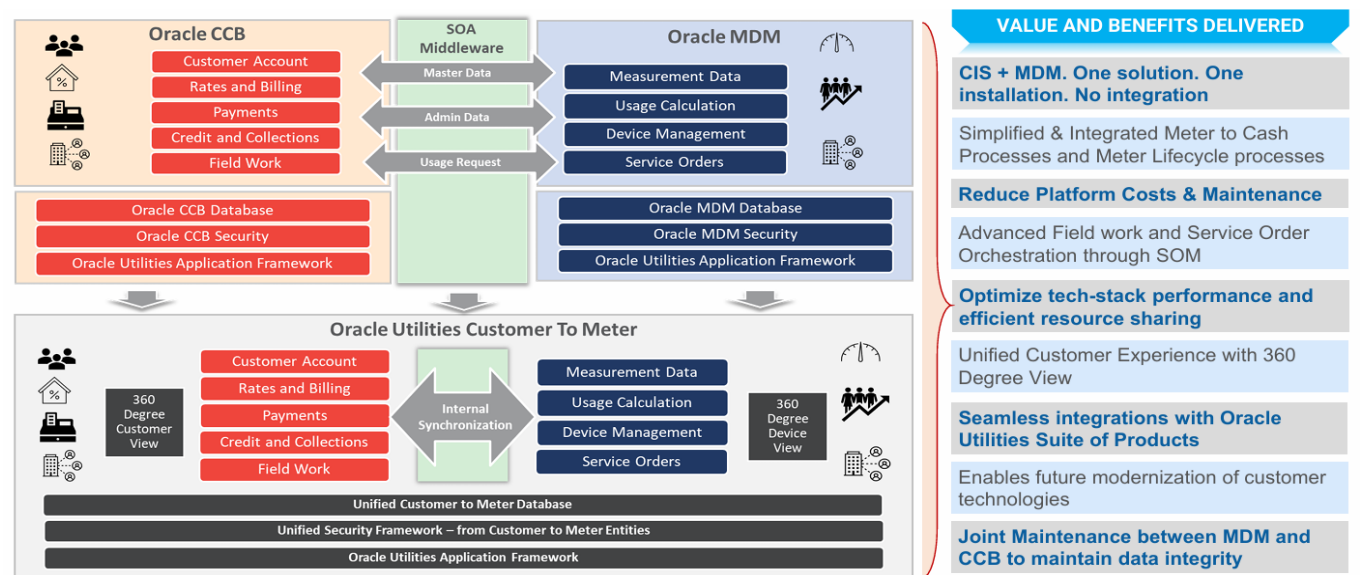 Oracle CCB
Customer Account
Rates and Billing
Payments
Credit and Collections
Field Work
%
SOA
Middleware
Master Data
Admin Data
Usage Request
Oracle MDM
Measurement Data
Usage Calculation
Device Management
Service Orders
Oracle CCB Database
Oracle CCB Security
Oracle Utilities Application Framework
Oracle MDM Database
Oracle MDM Security
Oracle Utilities Application Framework
Oracle Utilities Customer To Meter
%
360
Degree
Customer
View
Customer Account
Rates and Billing
Payments
Credit and Collections
Field Work
Internal
Synchronization
Measurement Data
Usage Calculation
Device Management
Service Orders
360
Degree
Device
View
Unified Customer to Meter Database
Unified Security Framework – from Customer to Meter Entities
Oracle Utilities Application Framework
VALUE AND BENEFITS DELIVERED
CIS + MDM. One solution. One
installation. No integration
Simplified & Integrated Meter to Cash
Processes and Meter Lifecycle processes
Reduce Platform Costs & Maintenance
Advanced Field work and Service Order
Orchestration through SOM
Optimize tech-stack performance and
efficient resource sharing
Unified Customer Experience with 360
Degree View
Seamless integrations with Oracle
Utilities Suite of Products
Enables future modernization of customer
technologies
Joint Maintenance between MDM and
CCB to maintain data integrity